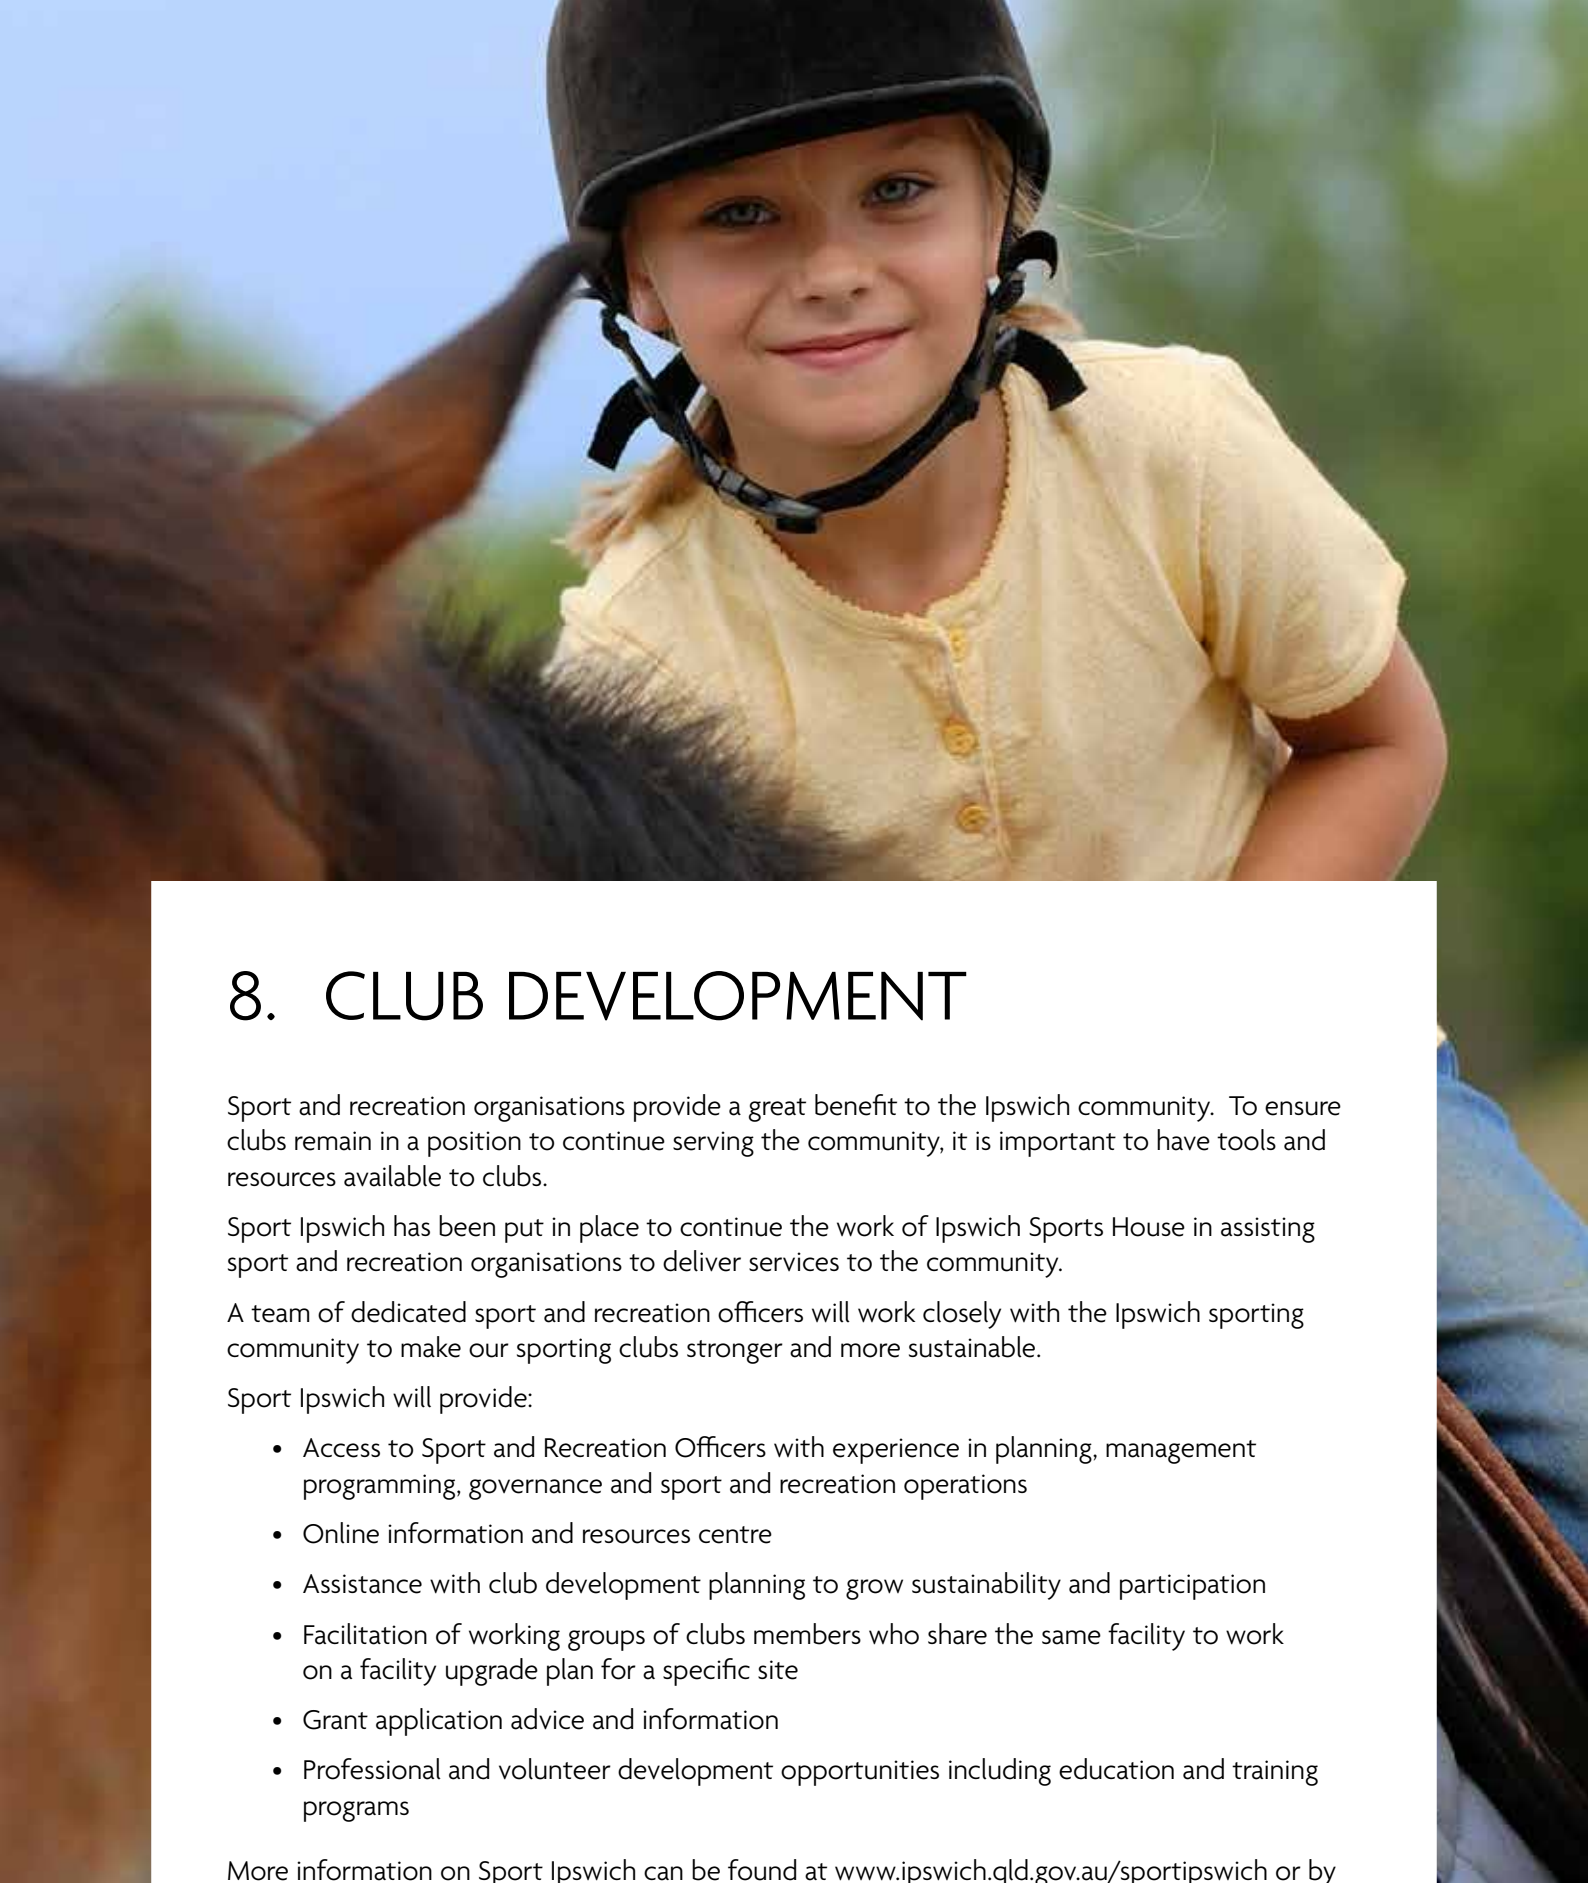 8. CLUB DEVELOPMENT
Sport and recreation organisations provide a great benefit to the Ipswich community.  To ensure
clubs remain in a position to continue serving the community, it is important to have tools and
resources available to clubs.
Sport Ipswich has been put in place to continue the work of Ipswich Sports House in assisting
sport and recreation organisations to deliver services to the community.
A team of dedicated sport and recreation officers will work closely with the Ipswich sporting
community to make our sporting clubs stronger and more sustainable.
Sport Ipswich will provide:
• Access to Sport and Recreation Officers with experience in planning, management
programming, governance and sport and recreation operations
• Online information and resources centre
• Assistance with club development planning to grow sustainability and participation
• Facilitation of working groups of clubs members who share the same facility to work
on a facility upgrade plan for a specific site
• Grant application advice and information
• Professional and volunteer development opportunities including education and training
programs
More information on Sport Ipswich can be found at www.ipswich.qld.gov.au/sportipswich or by